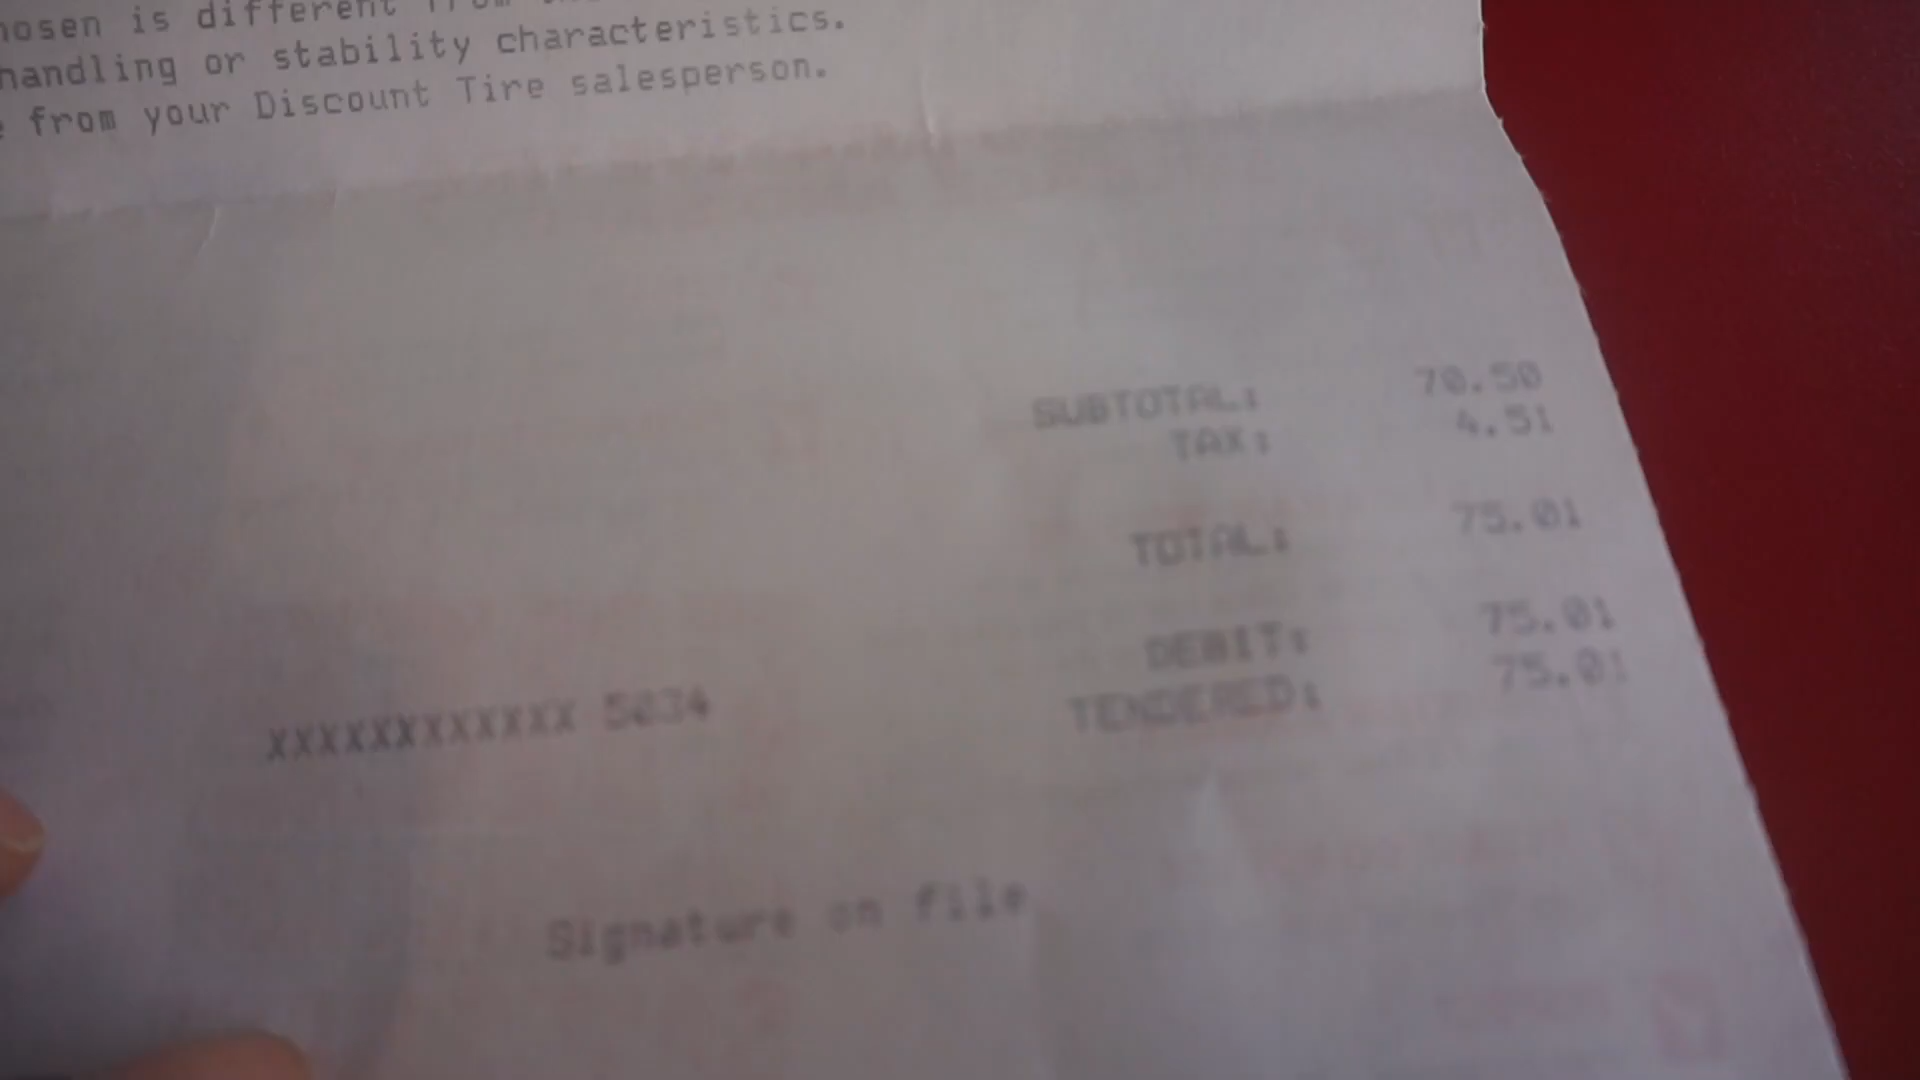 hosen is different from
handling or stability characteristics.
e from your Discount Tire salesperson.
SUBTOTAL: 70.50
TAX: 4.51
TOTAL: 75.01
DEBIT: 75.01
XXXXXXXXXXXX 5034 TENDERED: 75.01
Signature on file